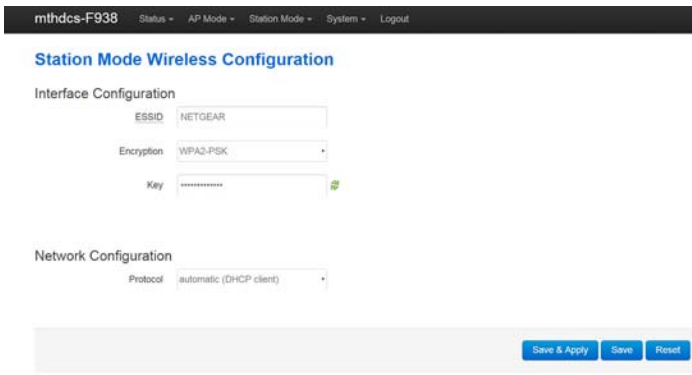 mthdcs-F938 Status AP Mode Station Mode System Logout
Station Mode Wireless Configuration
Interface Configuration
ESSID NETGEAR
Encryption WPA2-PSK
Key •••••••••••••
Network Configuration
Protocol automatic (DHCP client)
Save & Apply Save Reset